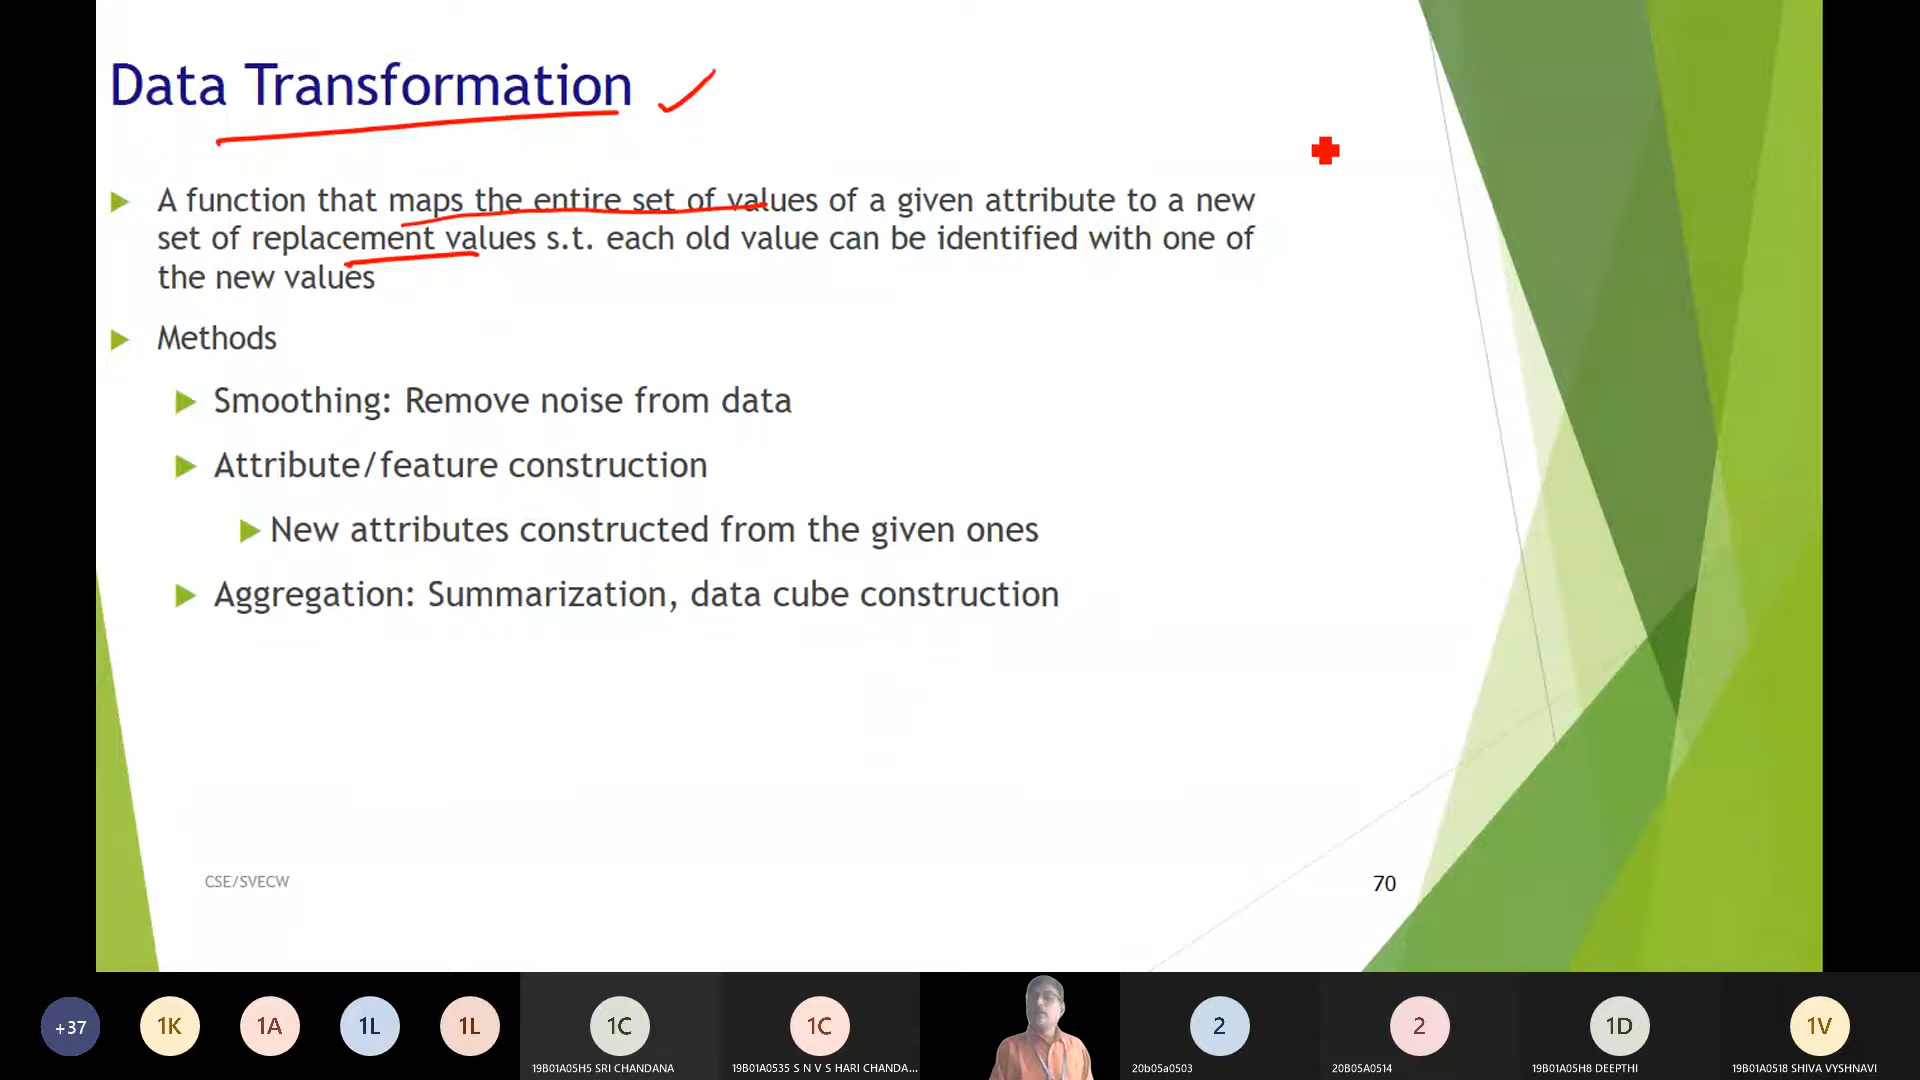 Data Transformation
A function that maps the entire set of values of a given attribute to a new
set of replacement values s.t. each old value can be identified with one of
the new values
Methods
Smoothing: Remove noise from data
Attribute/feature construction
New attributes constructed from the given ones
Aggregation: Summarization, data cube construction
CSE/SVECW
70
+37
1K
1A
1L
1L
1C
1C
2
2
1D
1V
19B01A05H5 SRI CHANDANA
19B01A0535 S N V S HARI CHANDA...
20b05a0503
20B05A0514
19B01A05H8 DEEPTHI
19B01A0518 SHIVA VYSHNAVI